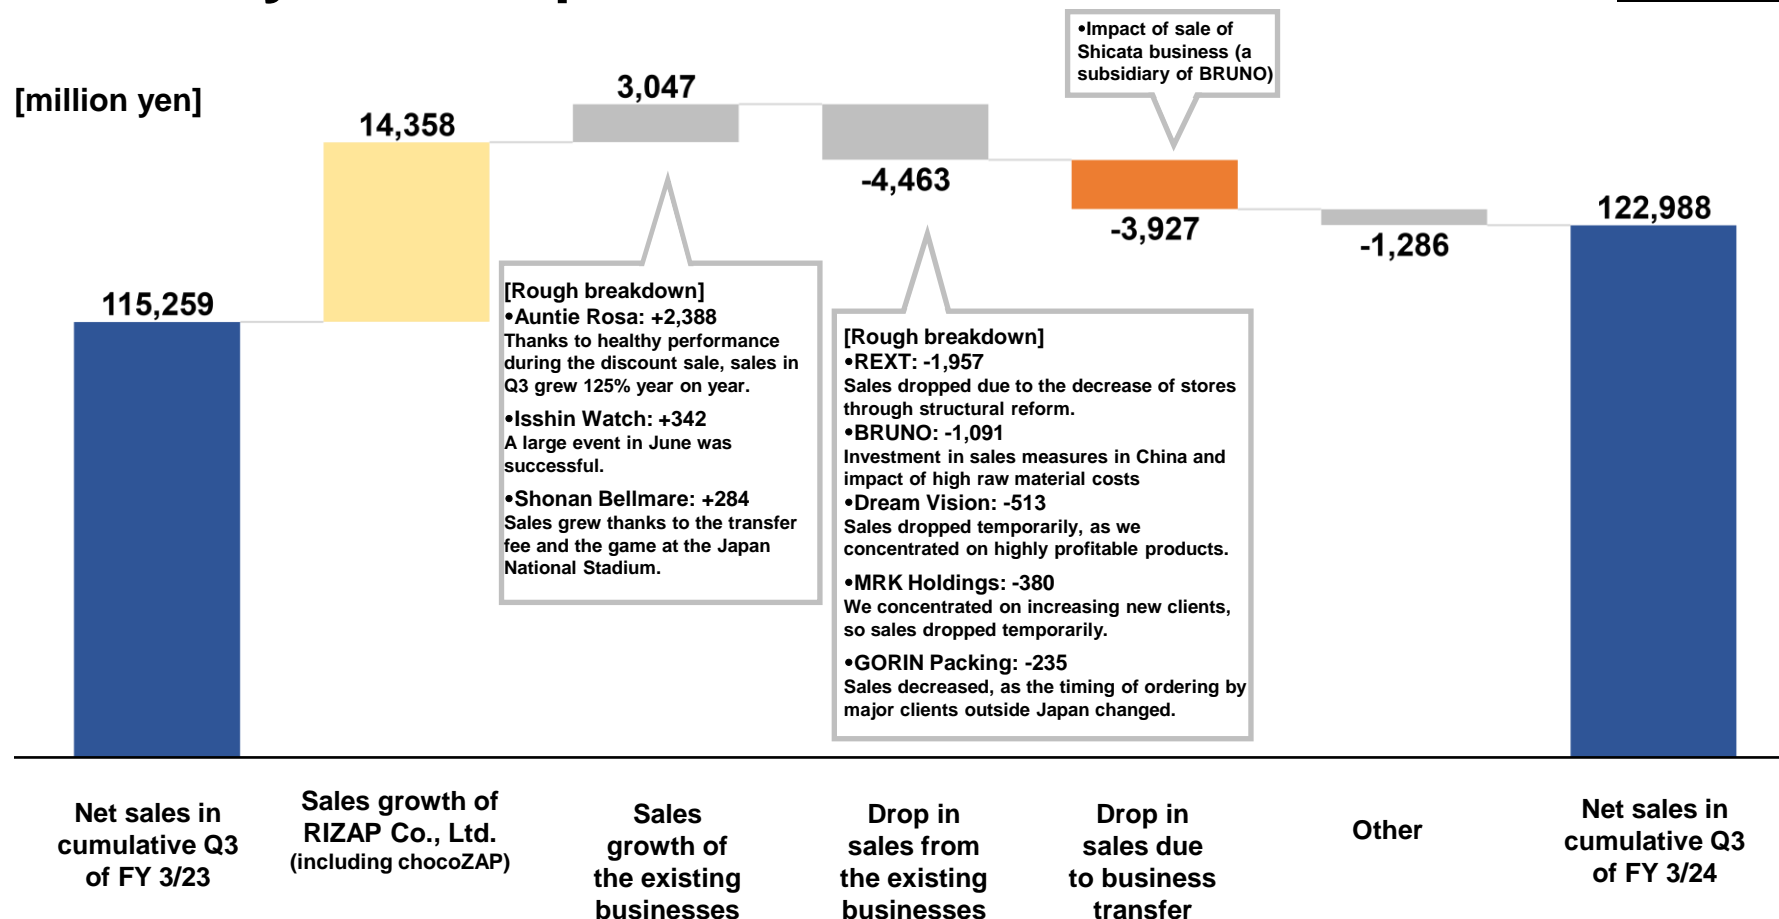 [million yen]
115,259
14,358
3,047
-4,463
-3,927
-1,286
122,988
•Impact of sale of
Shicata business (a
subsidiary of BRUNO)
[Rough breakdown]
•Auntie Rosa: +2,388
Thanks to healthy performance
during the discount sale, sales in
Q3 grew 125% year on year.
•Isshin Watch: +342
A large event in June was
successful.
•Shonan Bellmare: +284
Sales grew thanks to the transfer
fee and the game at the Japan
National Stadium.
[Rough breakdown]
•REXT: -1,957
Sales dropped due to the decrease of stores
through structural reform.
•BRUNO: -1,091
Investment in sales measures in China and
impact of high raw material costs
•Dream Vision: -513
Sales dropped temporarily, as we
concentrated on highly profitable products.
•MRK Holdings: -380
We concentrated on increasing new clients,
so sales dropped temporarily.
•GORIN Packing: -235
Sales decreased, as the timing of ordering by
major clients outside Japan changed.
Net sales in
cumulative Q3
of FY 3/23
Sales growth of
RIZAP Co., Ltd.
(including chocoZAP)
Sales
growth of
the existing
businesses
Drop in
sales from
the existing
businesses
Drop in
sales due
to business
transfer
Other
Net sales in
cumulative Q3
of FY 3/24